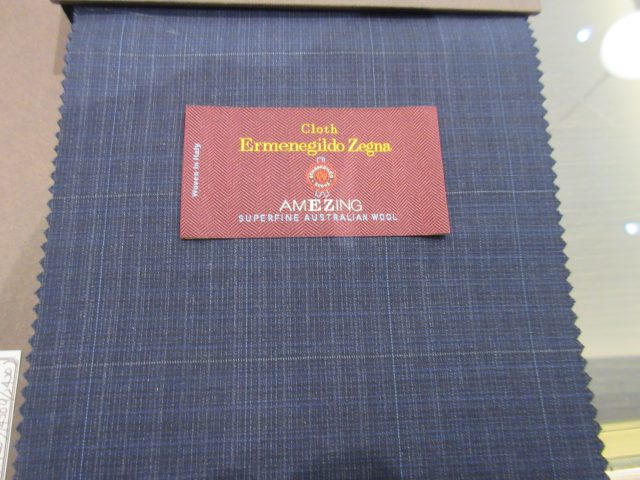 Cloth
Ermenegildo Zegna
Woven in Italy
AMEZING
SUPERFINE AUSTRALIAN WOOL